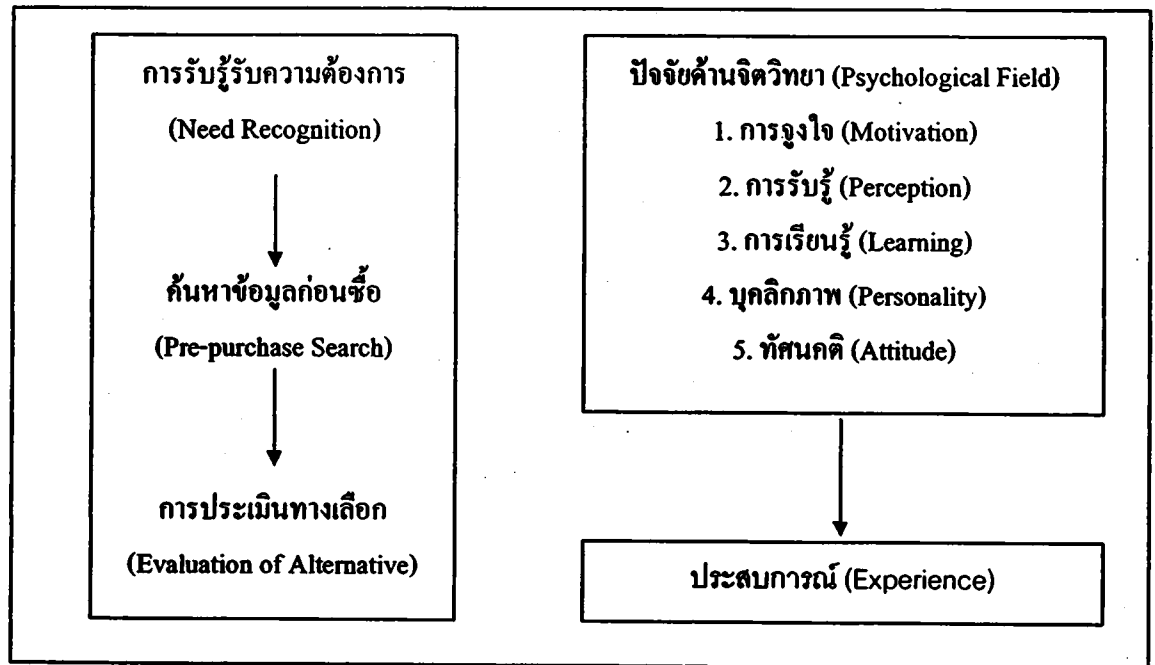 การรับรู้รับความต้องการ
(Need Recognition)
ค้นหาข้อมูลก่อนซื้อ
(Pre-purchase Search)
การประเมินทางเลือก
(Evaluation of Alternative)
ปัจจัยด้านจิตวิทยา (Psychological Field)
1. การจูงใจ (Motivation)
2. การรับรู้ (Perception)
3. การเรียนรู้ (Learning)
4. บุคลิกภาพ (Personality)
5. ทัศนคติ (Attitude)
ประสบการณ์ (Experience)